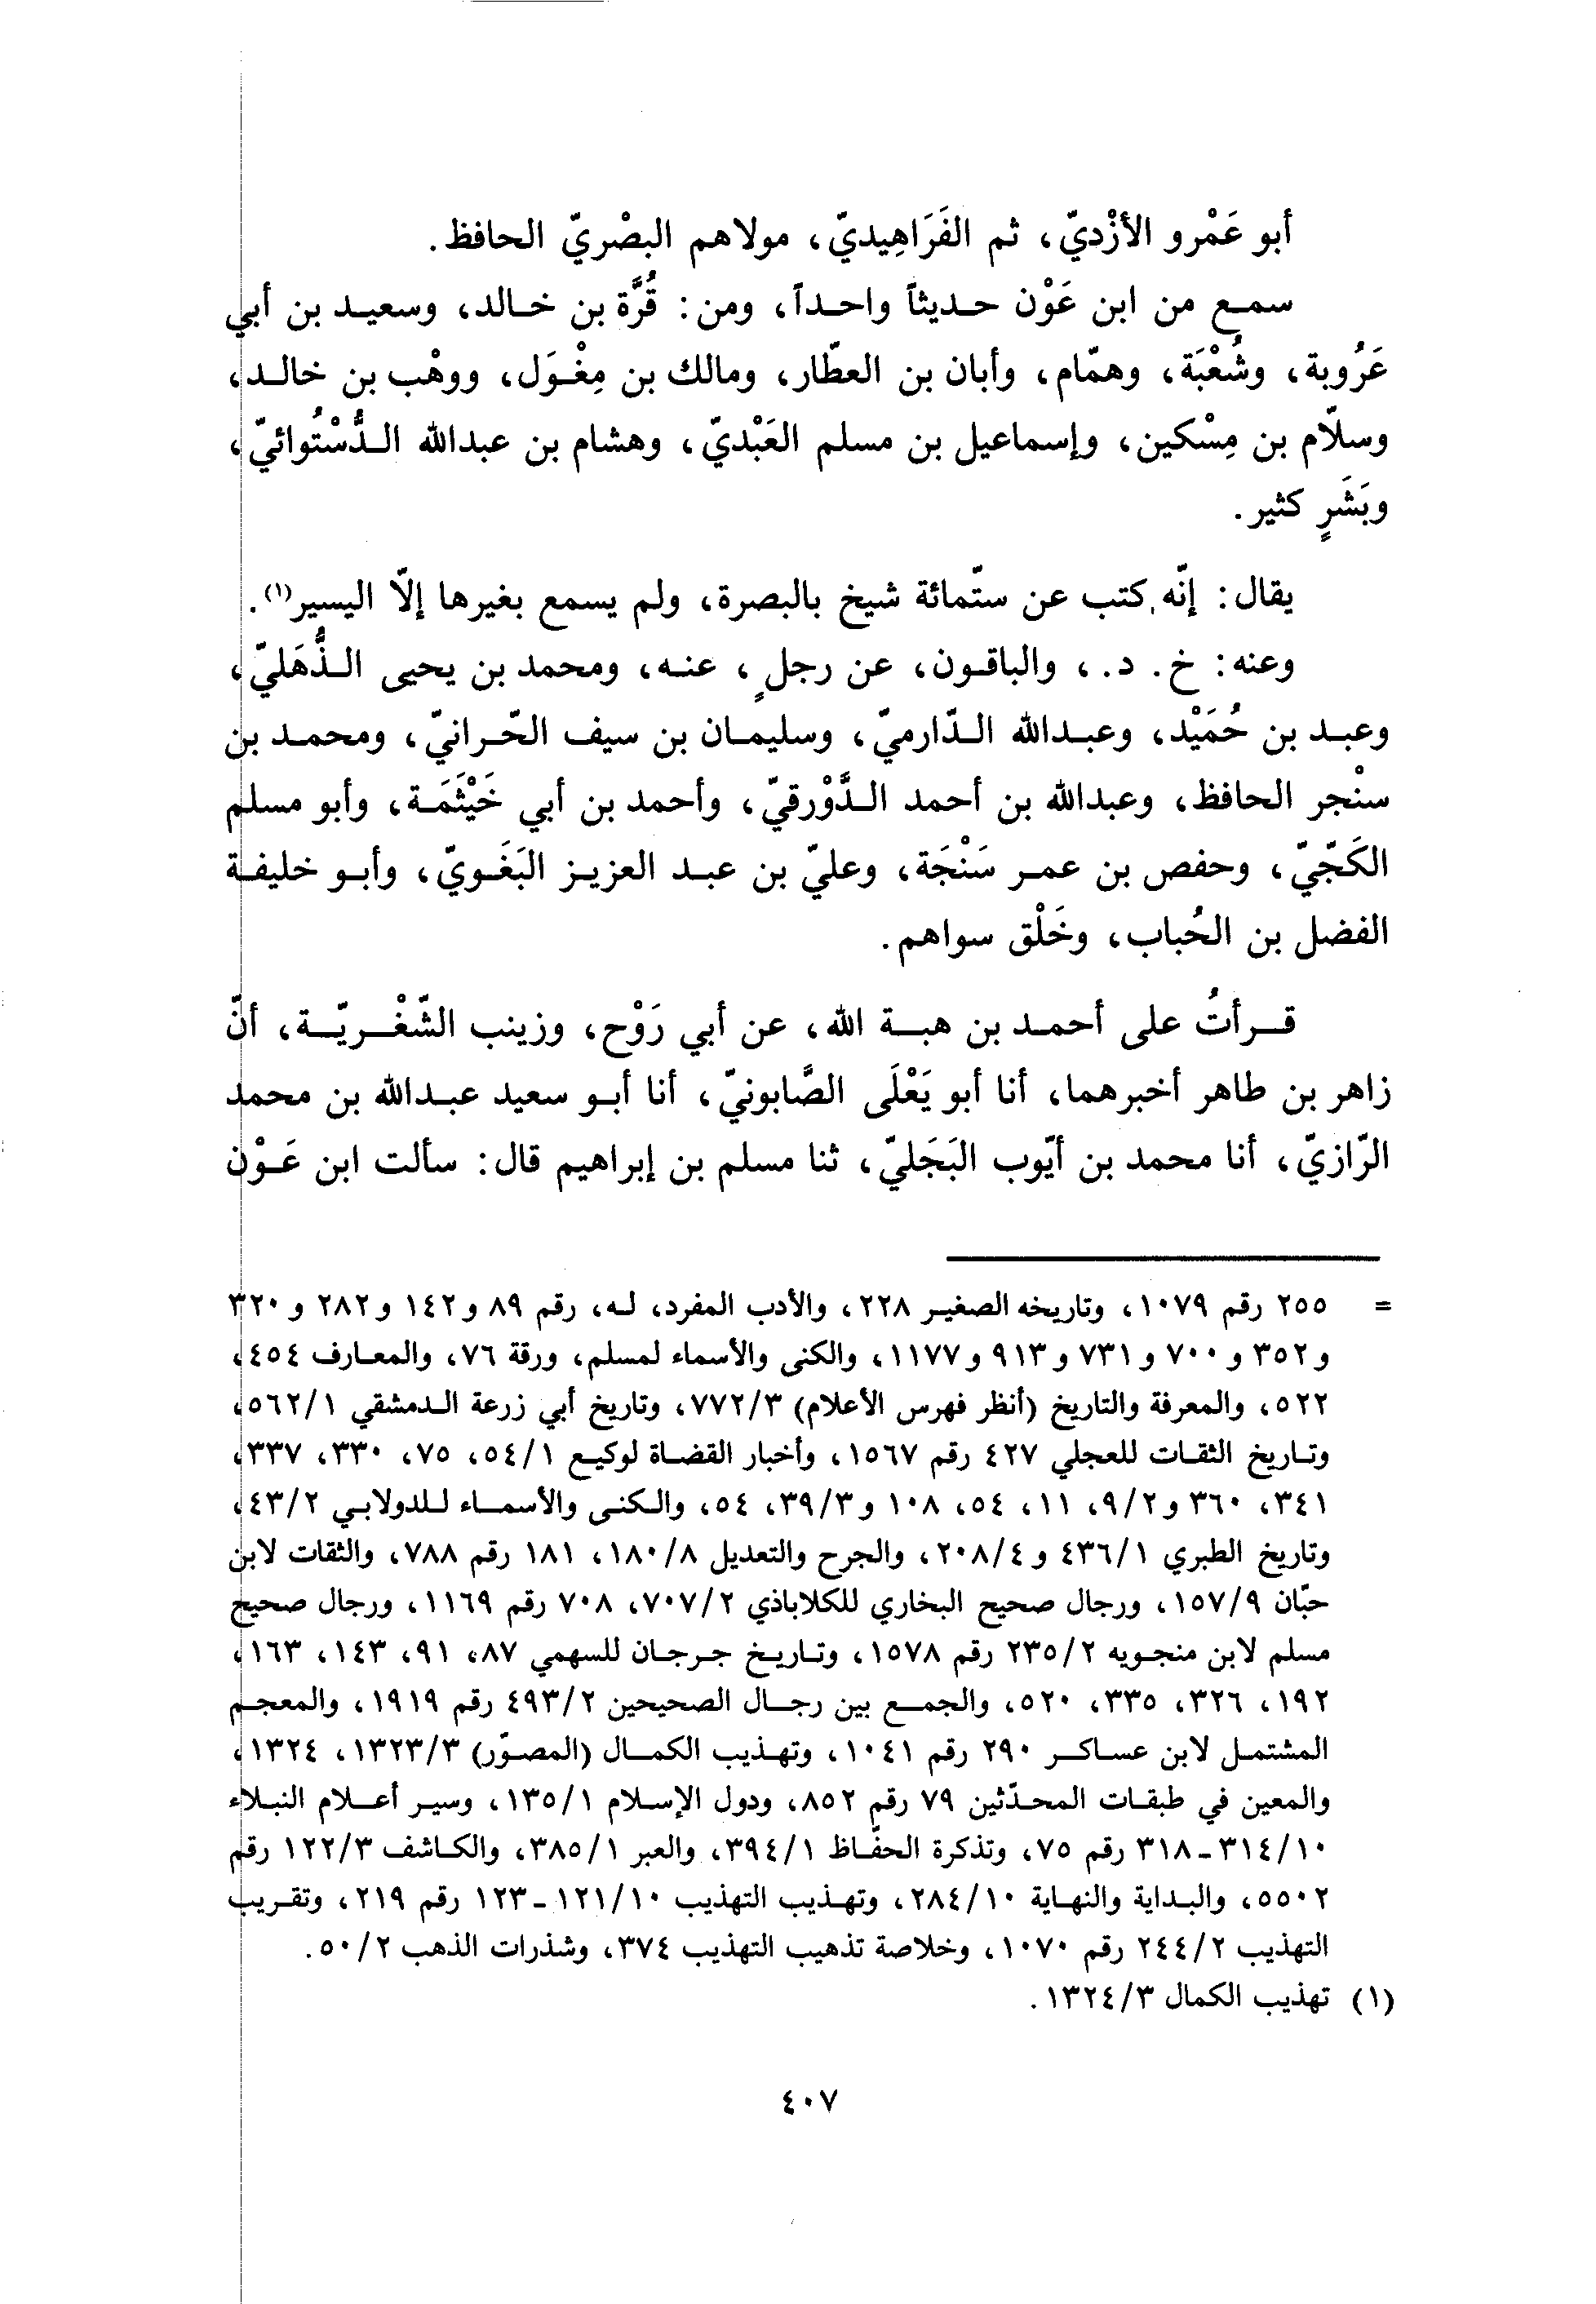 أبو عَمْرو الأزْديّ، ثم الفَرَاهِيديّ، مولاهم البصْريّ الحافظ.
سمع من ابن عَوْن حديثاً واحداً، ومن: قُرَّة بن خالد، وسعيد بن أبي
عَرُوبة، وشُعْبَة، وهمّام، وأبان بن العطّار، ومالك بن مِغْوَل، ووهْب بن خالد،
وسلّام بن مِسْكين، وإسماعيل بن مسلم العَبْديّ، وهشام بن عبدالله الدُّسْتُوائيّ،
وبَشَرٍ كثير.
يقال: إنّه كتب عن ستّمائة شيخ بالبصرة، ولم يسمع بغيرها إلّا اليسير(١).
وعنه: خ. د.، والباقون، عن رجلٍ، عنه، ومحمد بن يحيى الذُّهَليّ،
وعبد بن حُمَيْد، وعبدالله الدّارميّ، وسليمان بن سيف الحّرانيّ، ومحمد بن
سنْجر الحافظ، وعبدالله بن أحمد الدَّوْرقيّ، وأحمد بن أبي خَيْثَمَة، وأبو مسلم
الكَجّيّ، وحفص بن عمر سَنْجَة، وعليّ بن عبد العزيز البَغَويّ، وأبو خليفة
الفضل بن الحُباب، وخَلْق سواهم.
قرأتُ على أحمد بن هبة الله، عن أبي رَوْح، وزينب الشّعْريّة، أنّ
زاهر بن طاهر أخبرهما، أنا أبو يَعْلَى الصَّابونيّ، أنا أبو سعيد عبدالله بن محمد
الرّازيّ، أنا محمد بن أيّوب البَجَليّ، ثنا مسلم بن إبراهيم قال: سألت ابن عَوْن
= ٢٥٥ رقم ١٠٧٩، وتاريخه الصغير ٢٢٨، والأدب المفرد، له، رقم ٨٩ و١٤٢ و٢٨٢ و ٣٢٠
و٣٥٢ و ٧٠٠ و ٧٣١ و ٩١٣ و ١١٧٧، والكنى والأسماء لمسلم، ورقة ٧٦، والمعارف ٤٥٤،
٥٢٢، والمعرفة والتاريخ (أنظر فهرس الأعلام) ٧٧٢/٣، وتاريخ أبي زرعة الدمشقي ٥٦٢/١،
وتاريخ الثقات للعجلي ٤٢٧ رقم ١٥٦٧، وأخبار القضاة لوكيع ٥٤/١، ٧٥، ٣٣٠، ٣٣٧،
٣٤١، ٣٦٠ و٩/٢، ١١، ٥٤، ١٠٨ و٣٩/٣، ٥٤، والكنى والأسماء للدولابي ٤٣/٢،
وتاريخ الطبري ٤٣٦/١ و ٢٠٨/٤، والجرح والتعديل ١٨٠/٨، ١٨١ رقم ٧٨٨، والثقات لابن
حبّان ١٥٧/٩، ورجال صحيح البخاري للكلاباذي ٧٠٧/٢، ٧٠٨ رقم ١١٦٩، ورجال صحيح
مسلم لابن منجويه ٢٣٥/٢ رقم ١٥٧٨، وتاريخ جرجان للسهمي ٨٧، ٩١، ١٤٣، ١٦٣،
١٩٢، ٣٢٦، ٣٣٥، ٥٢٠، والجمع بين رجال الصحيحين ٤٩٣/٢ رقم ١٩١٩، والمعجم
المشتمل لابن عساكر ٢٩٠ رقم ١٠٤١، وتهذيب الكمال (المصوّر) ١٣٢٣/٣، ١٣٢٤،
والمعين في طبقات المحدّثين ٧٩ رقم ٨٥٢، ودول الإسلام ١٣٥/١، وسير أعلام النبلاء
٣١٤/١٠-٣١٨ رقم ٧٥، وتذكرة الحفّاظ ٣٩٤/١، والعبر ٣٨٥/١، والكاشف ١٢٢/٣ رقم
٥٥٠٢، والبداية والنهاية ٢٨٤/١٠، وتهذيب التهذيب ١٢١/١٠-١٢٣ رقم ٢١٩، وتقريب
التهذيب ٢٤٤/٢ رقم ١٠٧٠، وخلاصة تذهيب التهذيب ٣٧٤، وشذرات الذهب ٥٠/٢.
(١) تهذيب الكمال ١٣٢٤/٣.
٤٠٧